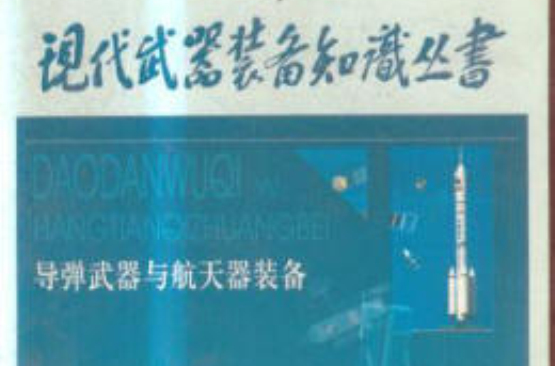 现代武器装备知识丛书
DAODANWUQI YU
HANGTIANQIZHUANGBEI
导弹武器与航天器装备